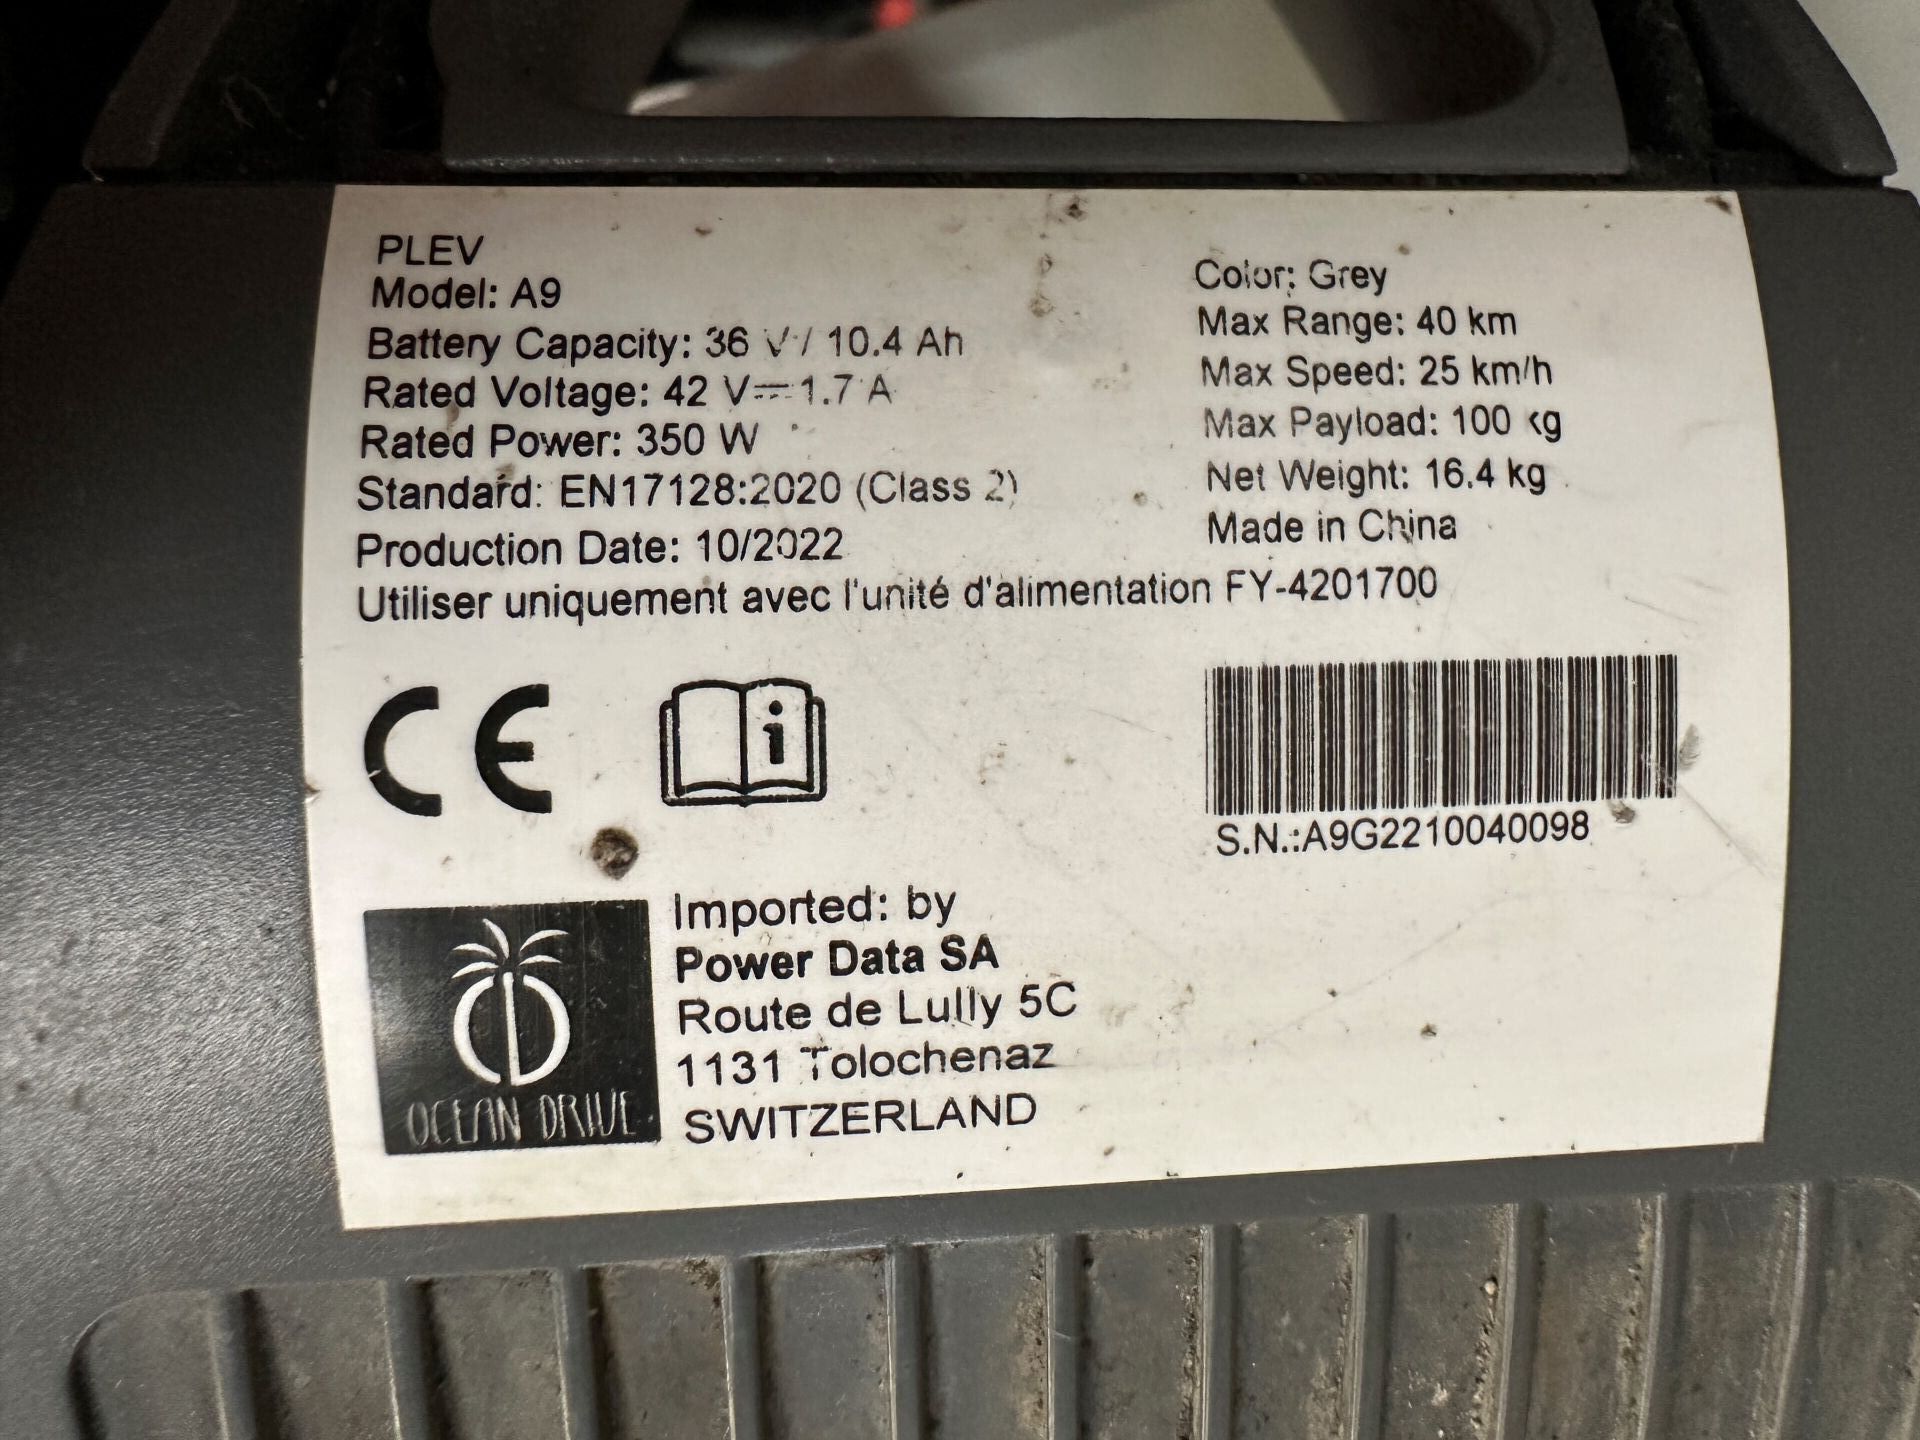 PLEV
Model: A9
Battery Capacity: 36 V / 10.4 Ah
Rated Voltage: 42 V⎓1.7 A
Rated Power: 350 W
Standard: EN17128:2020 (Class 2)
Production Date: 10/2022
Utiliser uniquement avec l'unité d'alimentation FY-4201700
Color: Grey
Max Range: 40 km
Max Speed: 25 km/h
Max Payload: 100 kg
Net Weight: 16.4 kg
Made in China
CE
i
S.N.:A9G2210040098
OCEAN DRIVE
Imported: by
Power Data SA
Route de Lully 5C
1131 Tolochenaz
SWITZERLAND